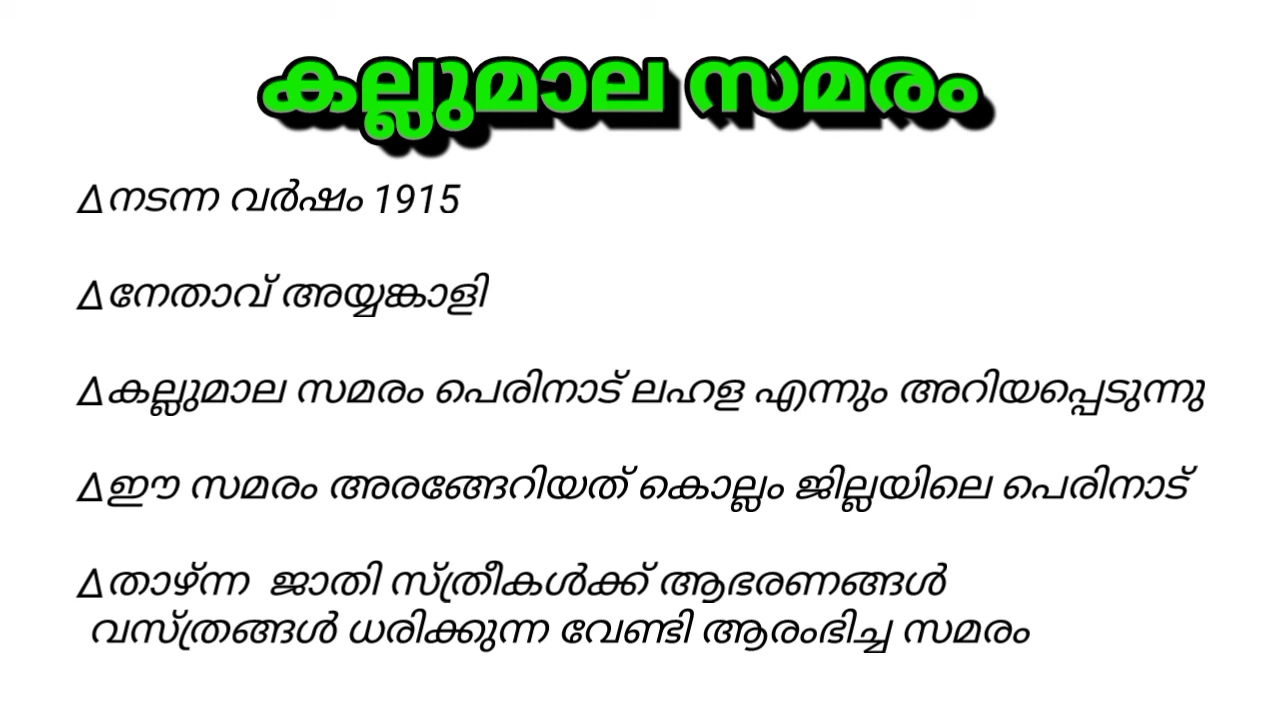 കല്ലുമാല സമരം
∆നടന്ന വർഷം 1915
∆നേതാവ് അയ്യങ്കാളി
∆കല്ലുമാല സമരം പെരിനാട് ലഹള എന്നും അറിയപ്പെടുന്നു
∆ഈ സമരം അരങ്ങേറിയത് കൊല്ലം ജില്ലയിലെ പെരിനാട്
∆താഴ്ന്ന ജാതി സ്ത്രീകൾക്ക് ആഭരണങ്ങൾ
വസ്ത്രങ്ങൾ ധരിക്കുന്ന വേണ്ടി ആരംഭിച്ച സമരം